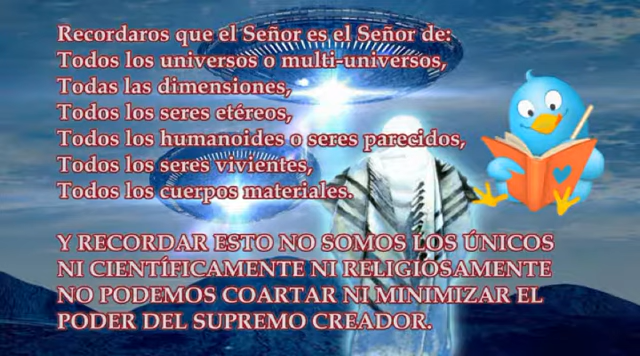 Recordaros que el Señor es el Señor de:
Todos los universos o multi-universos,
Todas las dimensiones,
Todos los seres etéreos,
Todos los humanoides o seres parecidos,
Todos los seres vivientes,
Todos los cuerpos materiales.
Y RECORDAR ESTO NO SOMOS LOS ÚNICOS
NI CIENTÍFICAMENTE NI RELIGIOSAMENTE
NO PODEMOS COARTAR NI MINIMIZAR EL
PODER DEL SUPREMO CREADOR.